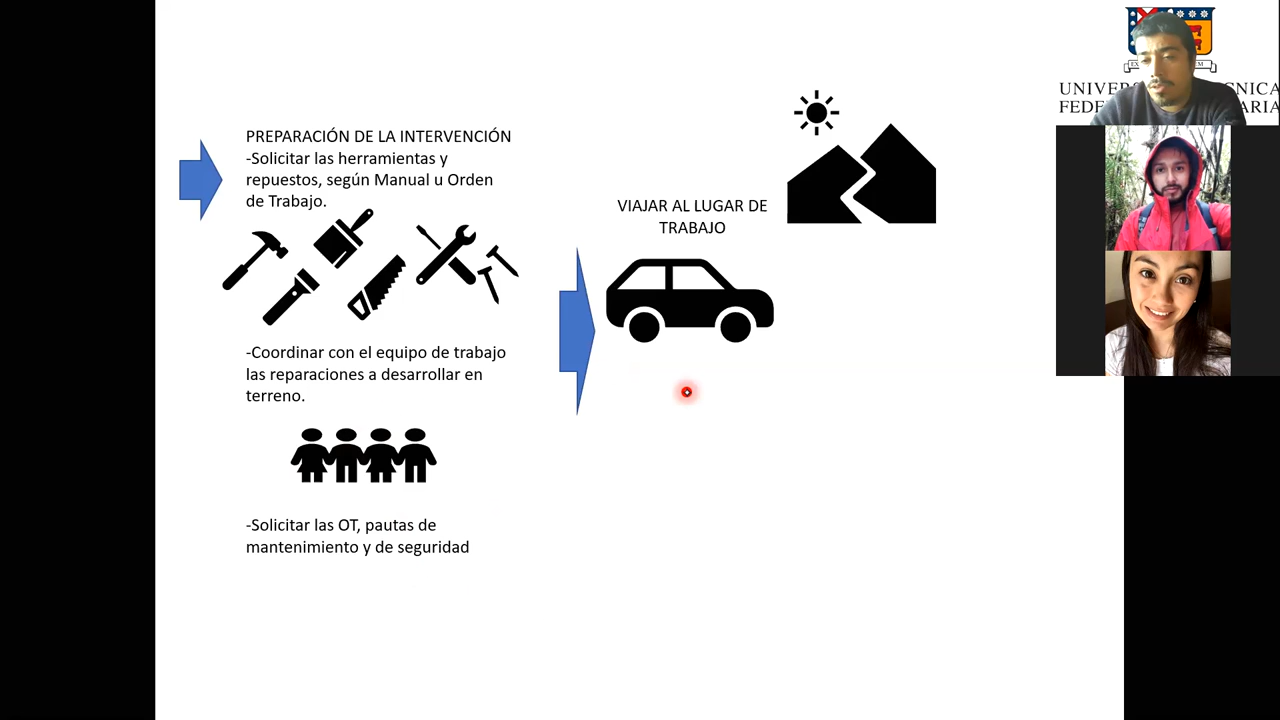 PREPARACIÓN DE LA INTERVENCIÓN
-Solicitar las herramientas y
repuestos, según Manual u Orden
de Trabajo.
-Coordinar con el equipo de trabajo
las reparaciones a desarrollar en
terreno.
-Solicitar las OT, pautas de
mantenimiento y de seguridad
VIAJAR AL LUGAR DE
TRABAJO